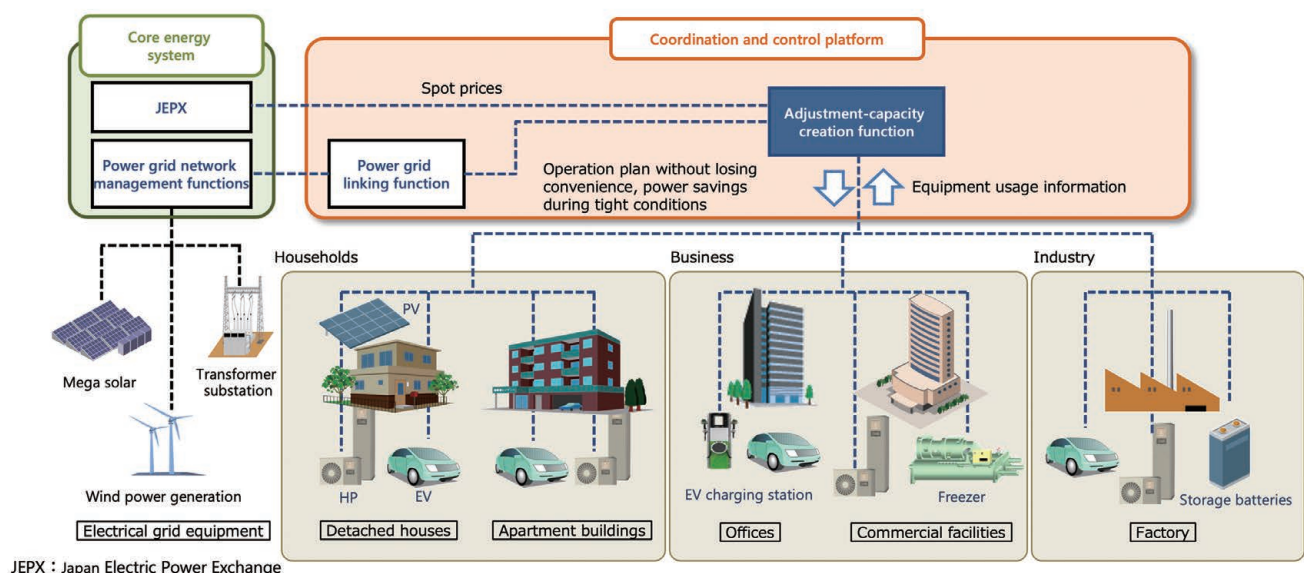 Core energy
system
Coordination and control platform
JEPX
Spot prices
Adjustment-capacity
creation function
Power grid network
management functions
Power grid
linking function
Operation plan without losing
convenience, power savings
during tight conditions
Equipment usage information
Households
Business
Industry
PV
Mega solar
Transformer
substation
Wind power generation
HP
EV
EV charging station
Freezer
Storage batteries
Electrical grid equipment
Detached houses
Apartment buildings
Offices
Commercial facilities
Factory
JEPX：Japan Electric Power Exchange